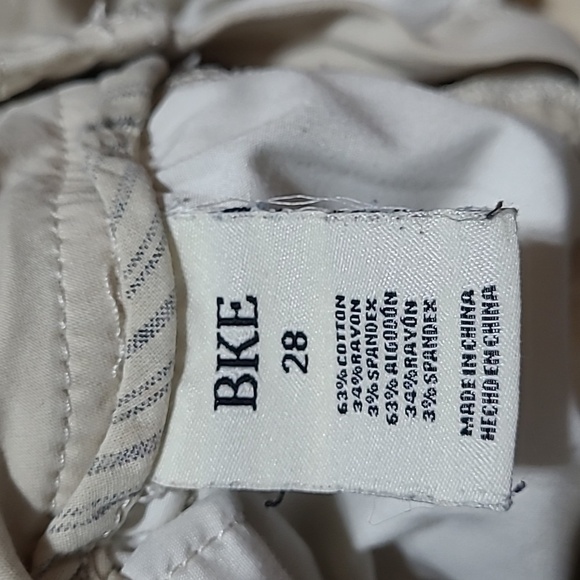 BKE
28
63% COTTON
34% RAYON
3% SPANDEX
63% ALGODÓN
34% RAYÓN
3% SPANDEX
MADE IN CHINA
HECHO EN CHINA